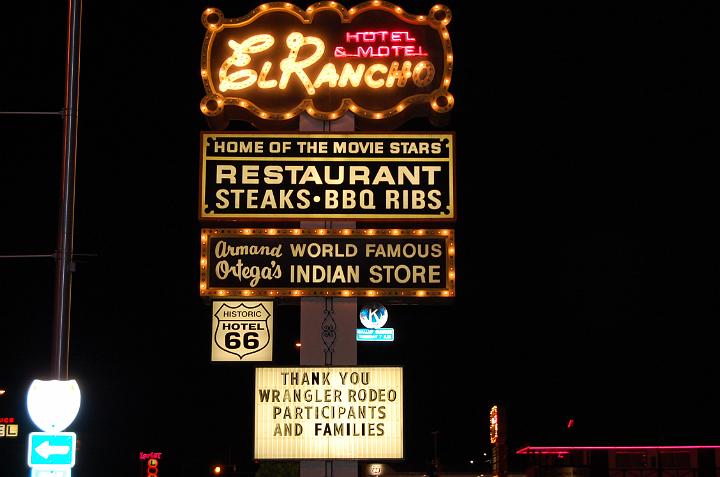 HOTEL
& MOTEL
EL RANCHO
HOME OF THE MOVIE STARS
RESTAURANT
STEAKS•BBQ RIBS
Armand Ortega's
WORLD FAMOUS
INDIAN STORE
HISTORIC
HOTEL
66
K
THANK YOU
WRANGLER RODEO
PARTICIPANTS
AND FAMILIES